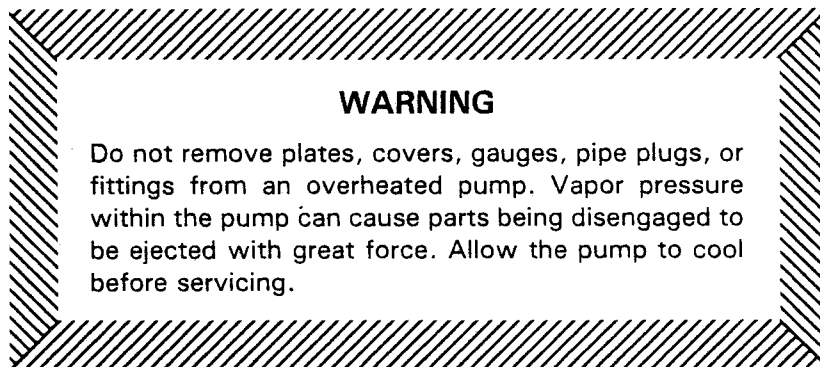 WARNING
Do not remove plates, covers, gauges, pipe plugs, or
fittings from an overheated pump. Vapor pressure
within the pump can cause parts being disengaged to
be ejected with great force. Allow the pump to cool
before servicing.